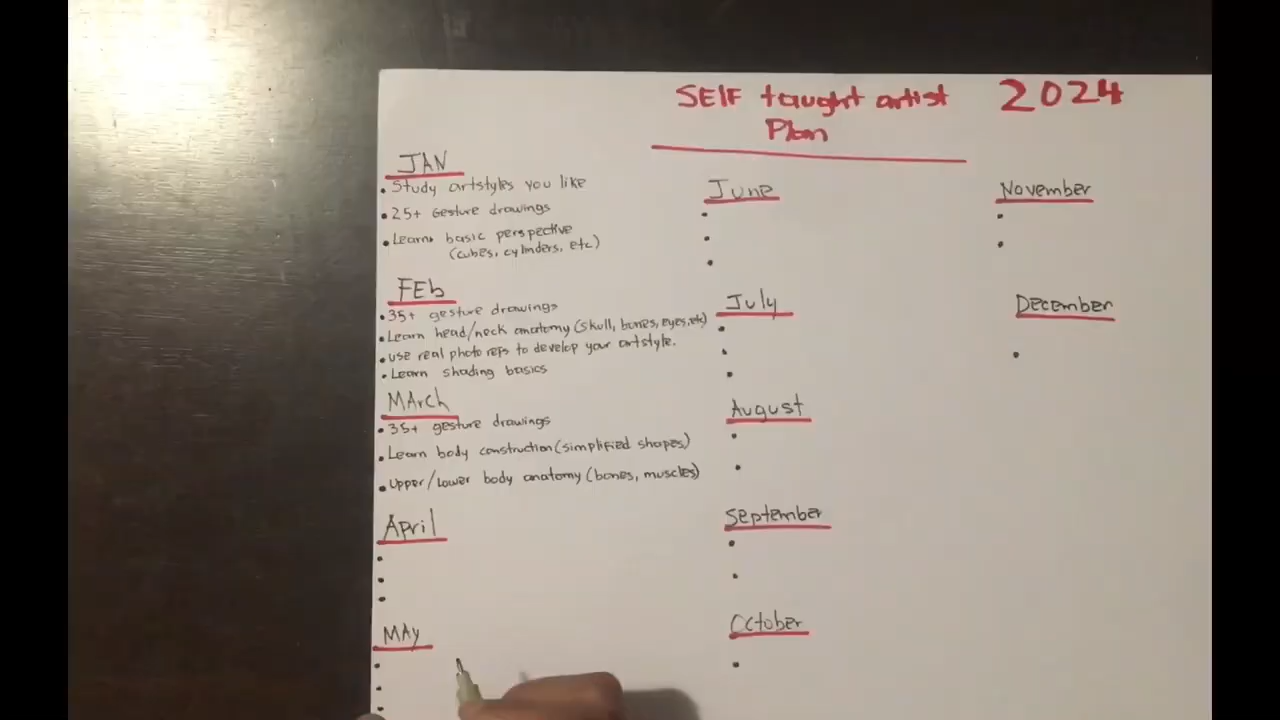 SElF taught artist 2024
Plan
JAN
• Study artstyles you like
• 25+ Gesture drawings
• Learn basic perspective
(cubes, cylinders, etc)
FEb
• 35+ gesture drawings
• Learn head/neck anatomy (skull, bones, eyes, etc)
• use real photo refs to develop your artstyle.
• Learn shading basics
MArch
• 35+ gesture drawings
• Learn body construction (simplified shapes)
• Upper/Lower body anatomy (bones, muscles)
April
•
•
•
MAy
•
•
•
June
•
•
•
July
•
•
•
August
•
•
September
•
•
October
•
November
•
•
December
•